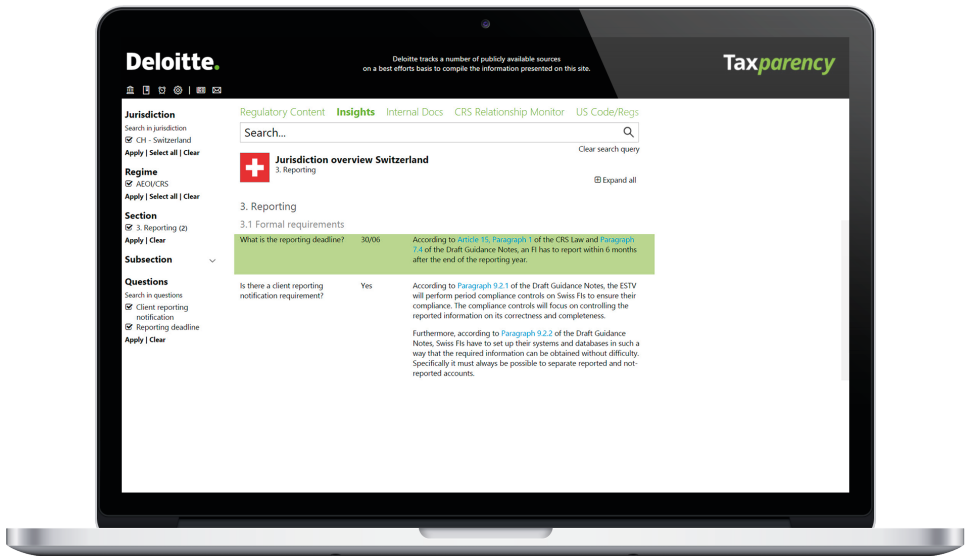 Deloitte.
Deloitte tracks a number of publicly available sources
on a best efforts basis to compile the information presented on this site.
Taxparency
Jurisdiction
Search in jurisdiction
CH - Switzerland
Apply | Select all | Clear
Regime
AEOI/CRS
Apply | Select all | Clear
Section
3. Reporting (2)
Apply | Clear
Subsection
Questions
Search in questions
Client reporting
notification
Reporting deadline
Apply | Clear
Regulatory Content Insights Internal Docs CRS Relationship Monitor US Code/Regs
Search...
Clear search query
Jurisdiction overview Switzerland
3. Reporting
Expand all
3. Reporting
3.1 Formal requirements
What is the reporting deadline? 30/06 According to Article 15, Paragraph 1 of the CRS Law and Paragraph
7.4 of the Draft Guidance Notes, an FI has to report within 6 months
after the end of the reporting year.
Is there a client reporting Yes According to Paragraph 9.2.1 of the Draft Guidance Notes, the ESTV
notification requirement? will perform period compliance controls on Swiss FIs to ensure their
compliance. The compliance controls will focus on controlling the
reported information on its correctness and completeness.
Furthermore, according to Paragraph 9.2.2 of the Draft Guidance
Notes, Swiss FIs have to set up their systems and databases in such a
way that the required information can be obtained without difficulty.
Specifically it must always be possible to separate reported and not-
reported accounts.